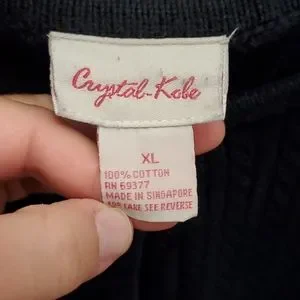 Crystal-Kobe
XL
100% COTTON
RN 69377
MADE IN SINGAPORE
FOR CARE SEE REVERSE